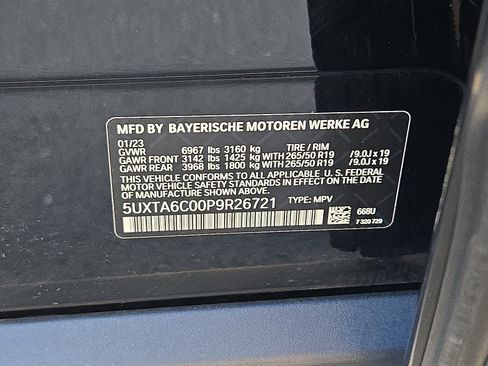 MFD BY BAYERISCHE MOTOREN WERKE AG
01/23
GVWR 6967 lbs 3160 kg TIRE / RIM
GAWR FRONT 3142 lbs 1425 kg WITH 265/50 R19 /9.0J x 19
GAWR REAR 3968 lbs 1800 kg WITH 265/50 R19 /9.0J x 19
THIS VEHICLE CONFORMS TO ALL APPLICABLE U. S. FEDERAL
MOTOR VEHICLE SAFETY STANDARDS IN EFFECT ON
THE DATE OF MANUFACTURE SHOWN ABOVE.
5UXTA6C00P9R26721 TYPE: MPV
668U
7 320 729